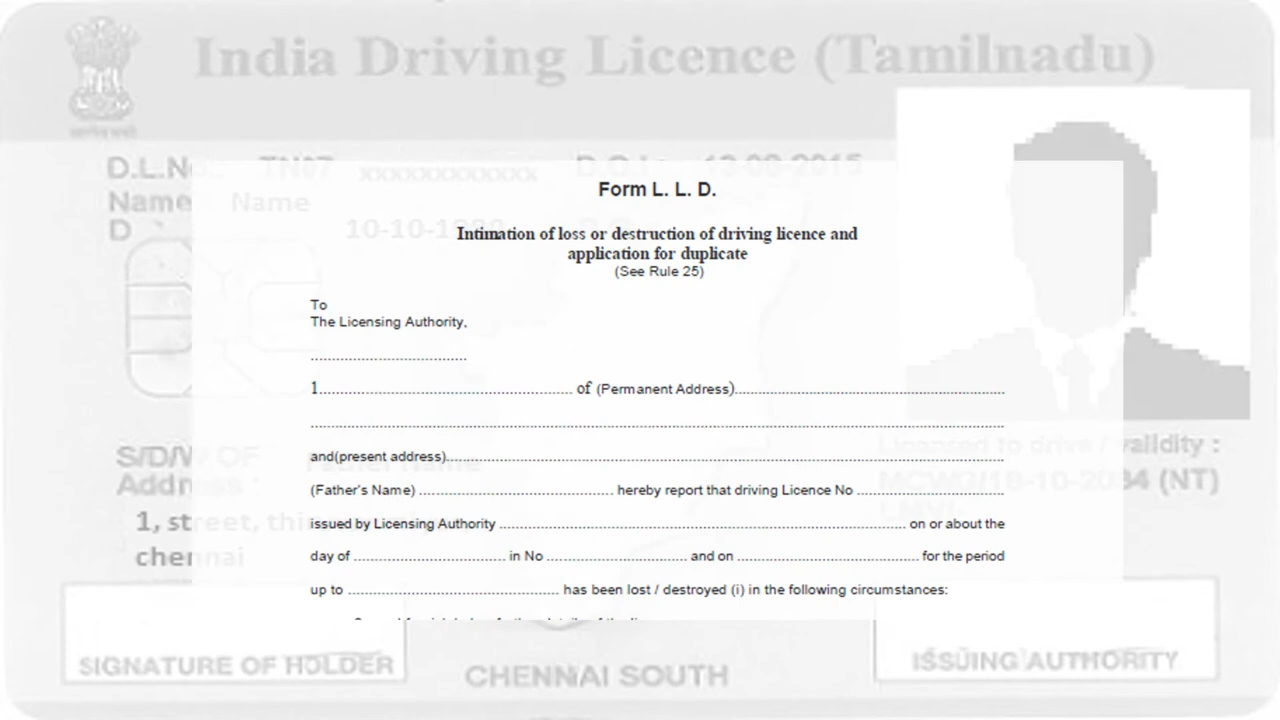 India Driving Licence (Tamilnadu)
D.L.No : TN07 xxxxxxxxxxxx D.O.I : 13-08-2015
Name Name
D 10-10-1980
Form L. L. D.
Intimation of loss or destruction of driving licence and
application for duplicate
(See Rule 25)
To
The Licensing Authority,
.......................................
1............................................................... of (Permanent Address)....................................................................
..............................................................................................................................................................................
and(present address)............................................................................................................................................
(Father's Name) ................................................. hereby report that driving Licence No .....................................
issued by Licensing Authority ...................................................................................................... on or about the
day of ...................................... in No ................................... and on .............................................. for the period
up to ..................................................... has been lost / destroyed (i) in the following circumstances:
S/D/W OF Father Name
Address :
1, street,
chennai
Licensed to drive / validity :
MCWG/18-10-2034 (NT)
SIGNATURE OF HOLDER
CHENNAI SOUTH
ISSUING AUTHORITY